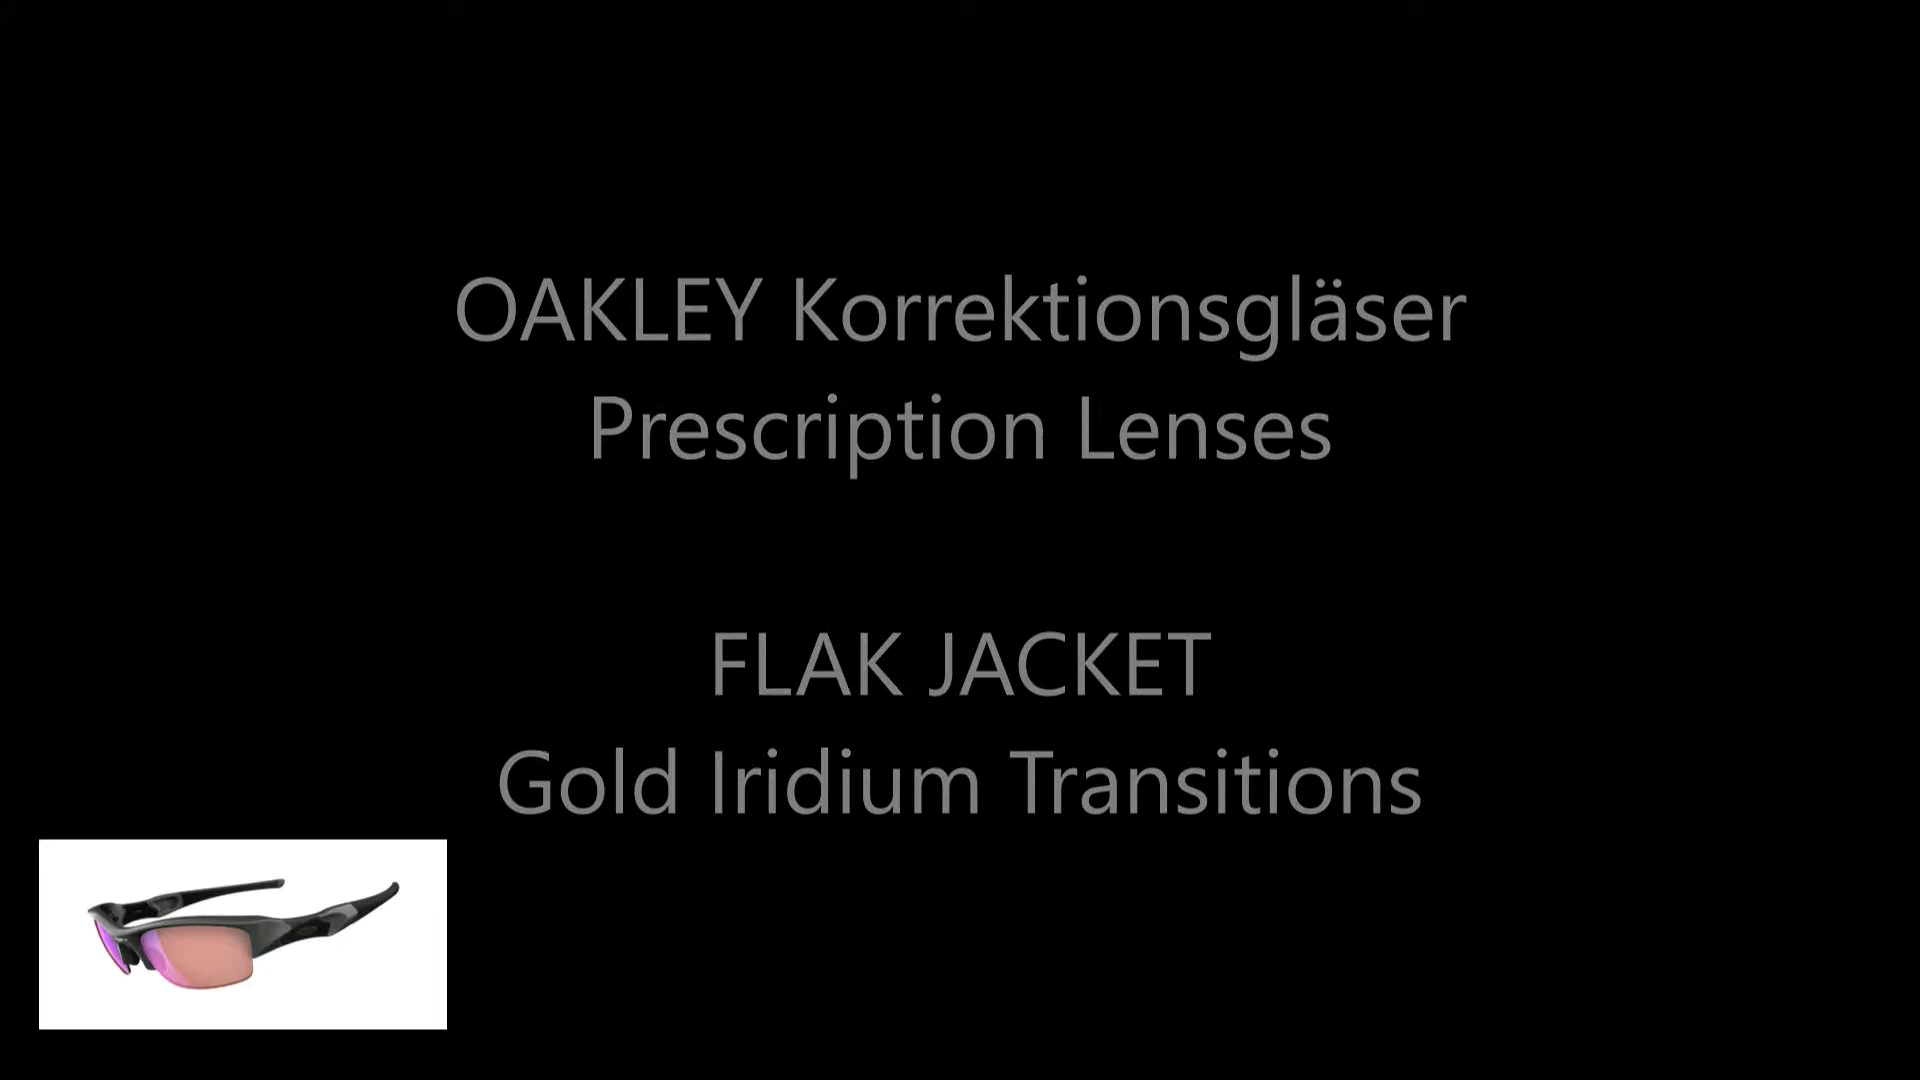 OAKLEY Korrektionsgläser
Prescription Lenses
FLAK JACKET
Gold Iridium Transitions